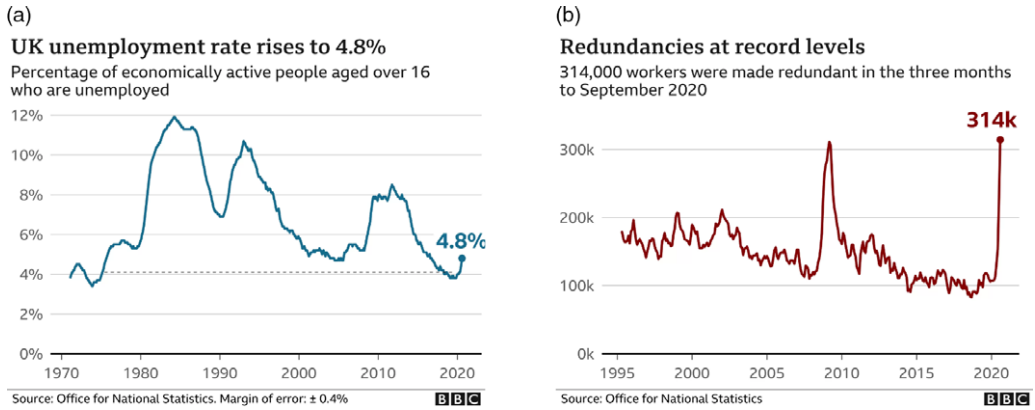 (a)
UK unemployment rate rises to 4.8%
Percentage of economically active people aged over 16
who are unemployed
12%
10%
8%
6%
4%
2%
0%
4.8%
1970
1980
1990
2000
2010
2020
Source: Office for National Statistics. Margin of error: ± 0.4%
BBC
(b)
Redundancies at record levels
314,000 workers were made redundant in the three months
to September 2020
314k
300k
200k
100k
0k
1995
2000
2005
2010
2015
2020
Source: Office for National Statistics
BBC